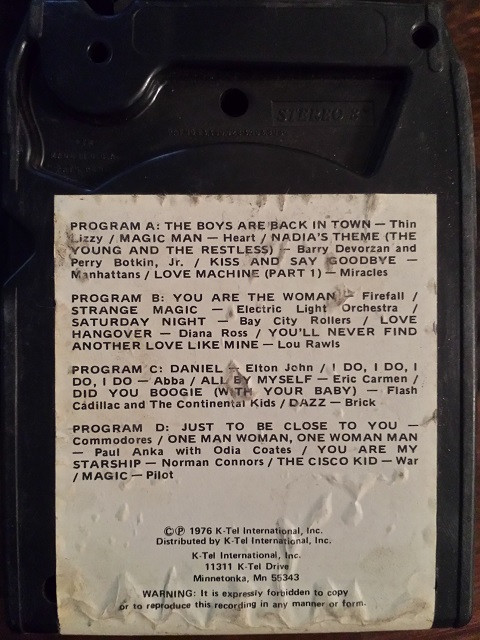 STEREO 8
PROGRAM A: THE BOYS ARE BACK IN TOWN — Thin
Lizzy / MAGIC MAN — Heart / NADIA'S THEME (THE
YOUNG AND THE RESTLESS) — Barry Devorzan and
Perry Botkin, Jr. / KISS AND SAY GOODBYE —
Manhattans / LOVE MACHINE (PART 1) — Miracles
PROGRAM B: YOU ARE THE WOMAN — Firefall /
STRANGE MAGIC — Electric Light Orchestra /
SATURDAY NIGHT — Bay City Rollers / LOVE
HANGOVER — Diana Ross / YOU'LL NEVER FIND
ANOTHER LOVE LIKE MINE — Lou Rawls
PROGRAM C: DANIEL — Elton John / I DO, I DO, I
DO, I DO — Abba / ALL BY MYSELF — Eric Carmen /
DID YOU BOOGIE (WITH YOUR BABY) — Flash
Cadillac and The Continental Kids / DAZZ — Brick
PROGRAM D: JUST TO BE CLOSE TO YOU —
Commodores / ONE MAN WOMAN, ONE WOMAN MAN
— Paul Anka with Odia Coates / YOU ARE MY
STARSHIP — Norman Connors / THE CISCO KID — War
/ MAGIC — Pilot
©℗ 1976 K-Tel International, Inc.
Distributed by K-Tel International, Inc.
K-Tel International, Inc.
11311 K-Tel Drive
Minnetonka, Mn 55343
WARNING: It is expressly forbidden to copy
or to reproduce this recording in any manner or form.